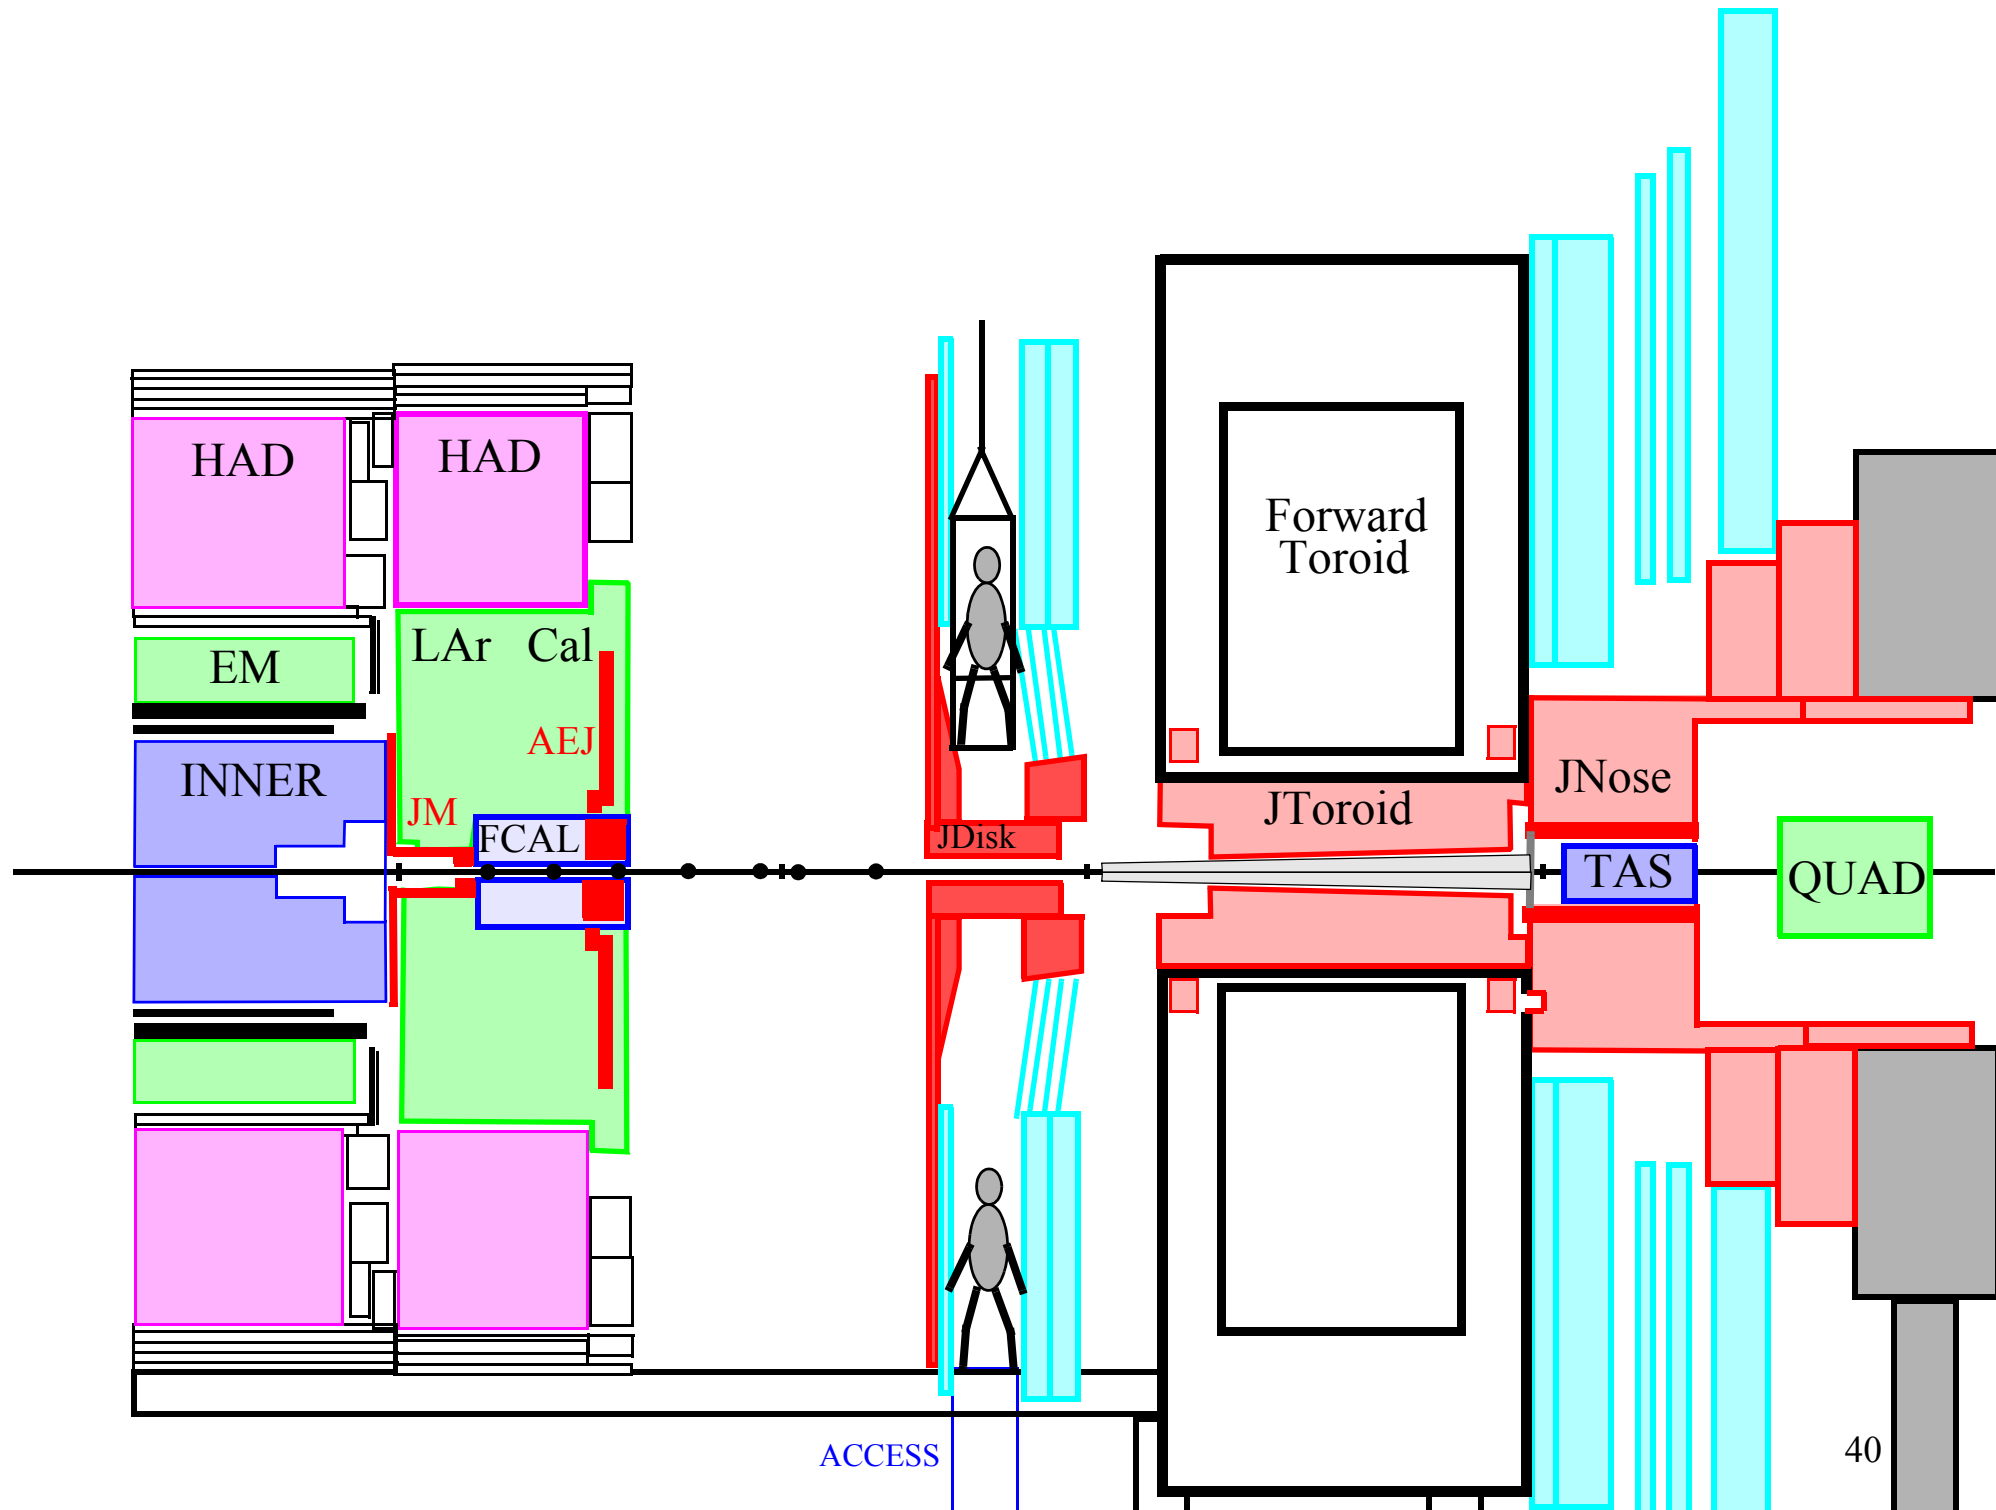 HAD
HAD
Forward
Toroid
LAr Cal
EM
AEJ
INNER
JM
FCAL
JDisk
JToroid
JNose
TAS
QUAD
ACCESS
40